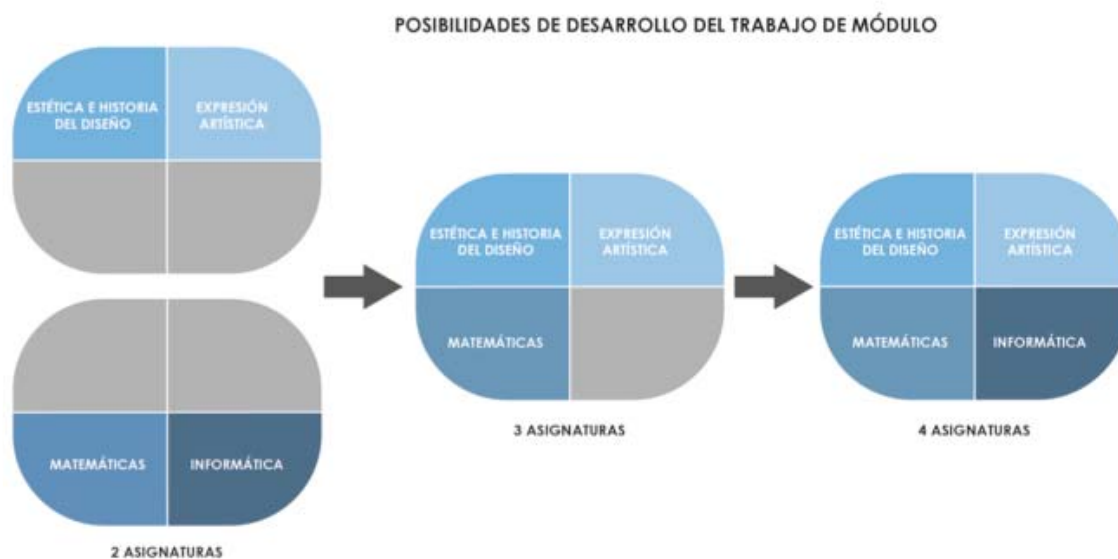 POSIBILIDADES DE DESARROLLO DEL TRABAJO DE MÓDULO
ESTÉTICA E HISTORIA
DEL DISEÑO
EXPRESIÓN
ARTÍSTICA
MATEMÁTICAS
INFORMÁTICA
2 ASIGNATURAS
ESTÉTICA E HISTORIA
DEL DISEÑO
EXPRESIÓN
ARTÍSTICA
MATEMÁTICAS
3 ASIGNATURAS
ESTÉTICA E HISTORIA
DEL DISEÑO
EXPRESIÓN
ARTÍSTICA
MATEMÁTICAS
INFORMÁTICA
4 ASIGNATURAS